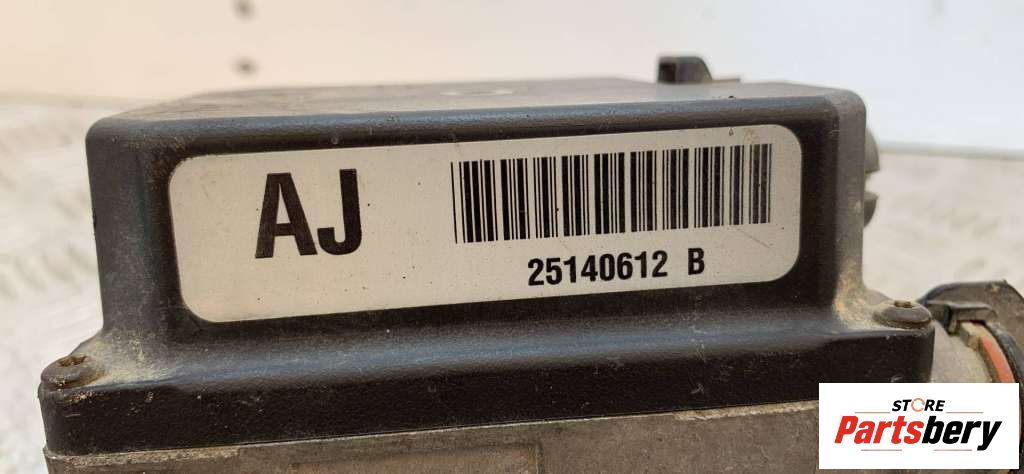 AJ
25140612 B
STORE
Partsbery